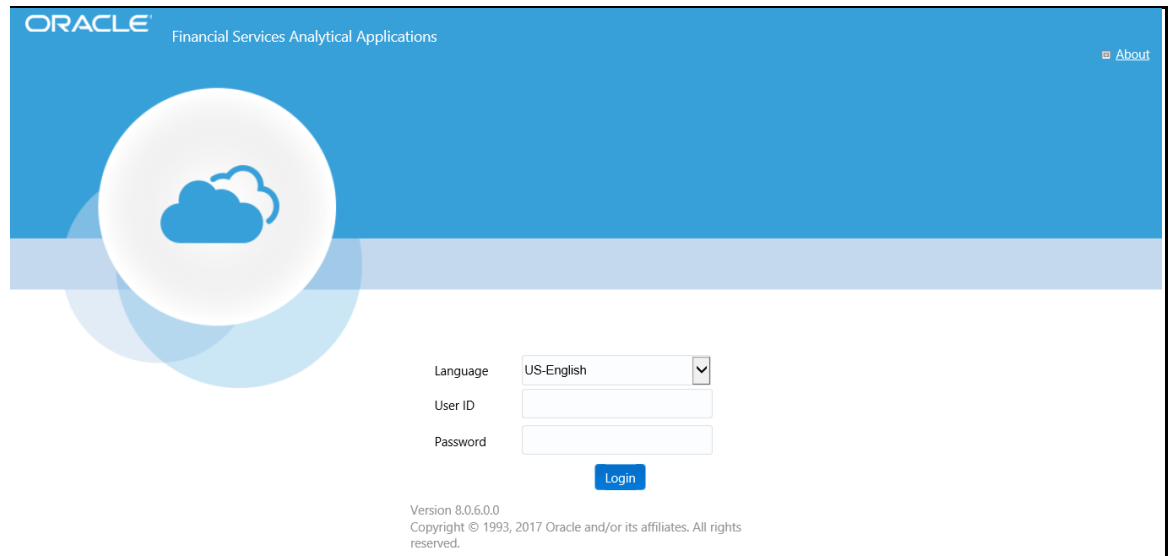 ORACLE
Financial Services Analytical Applications
About
Language
US-English
User ID
Password
Login
Version 8.0.6.0.0
Copyright © 1993, 2017 Oracle and/or its affiliates. All rights
reserved.